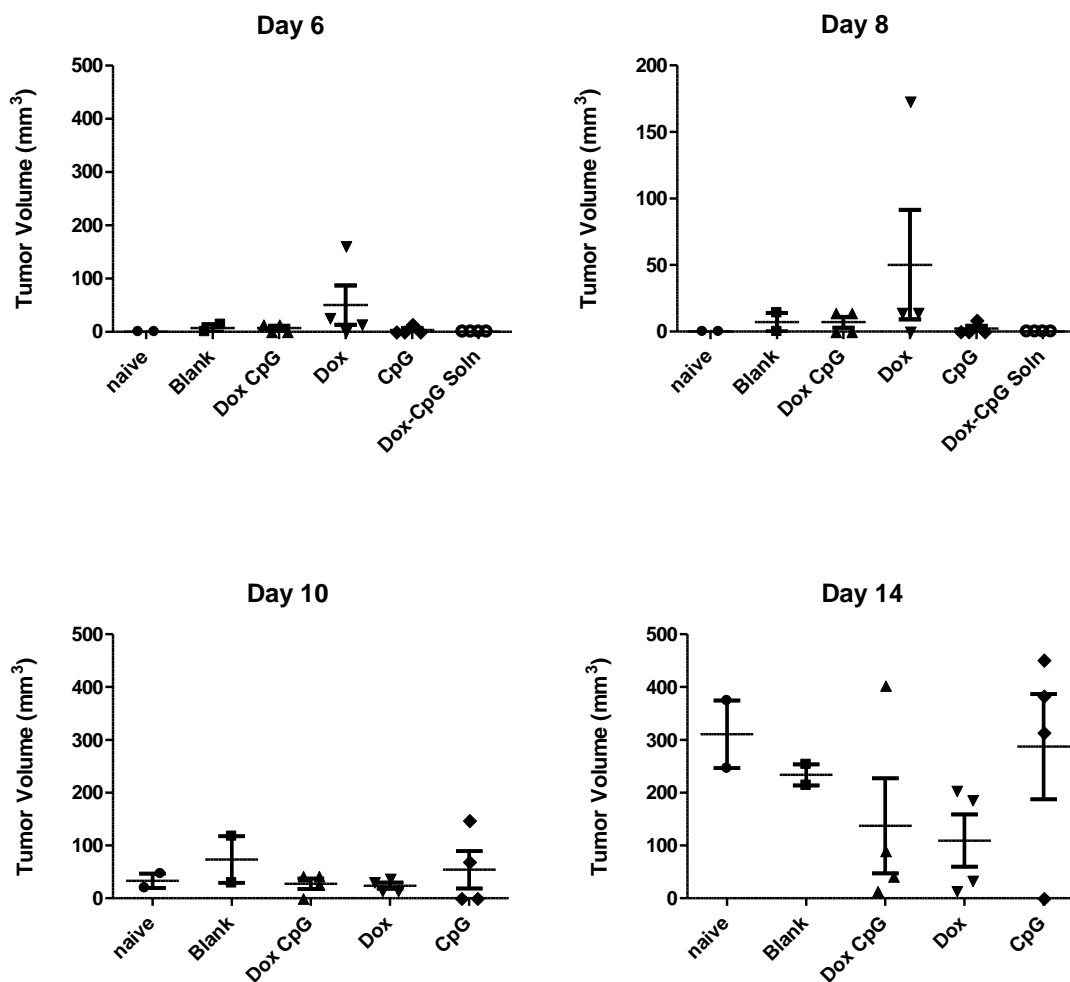 Day 6
Tumor Volume (mm³)
500
400
300
200
100
0
naive
Blank
Dox CpG
Dox
CpG
Dox-CpG Soln
Day 8
Tumor Volume (mm³)
200
150
100
50
0
naive
Blank
Dox CpG
Dox
CpG
Dox-CpG Soln
Day 10
Tumor Volume (mm³)
500
400
300
200
100
0
naive
Blank
Dox CpG
Dox
CpG
Day 14
Tumor Volume (mm³)
500
400
300
200
100
0
naive
Blank
Dox CpG
Dox
CpG